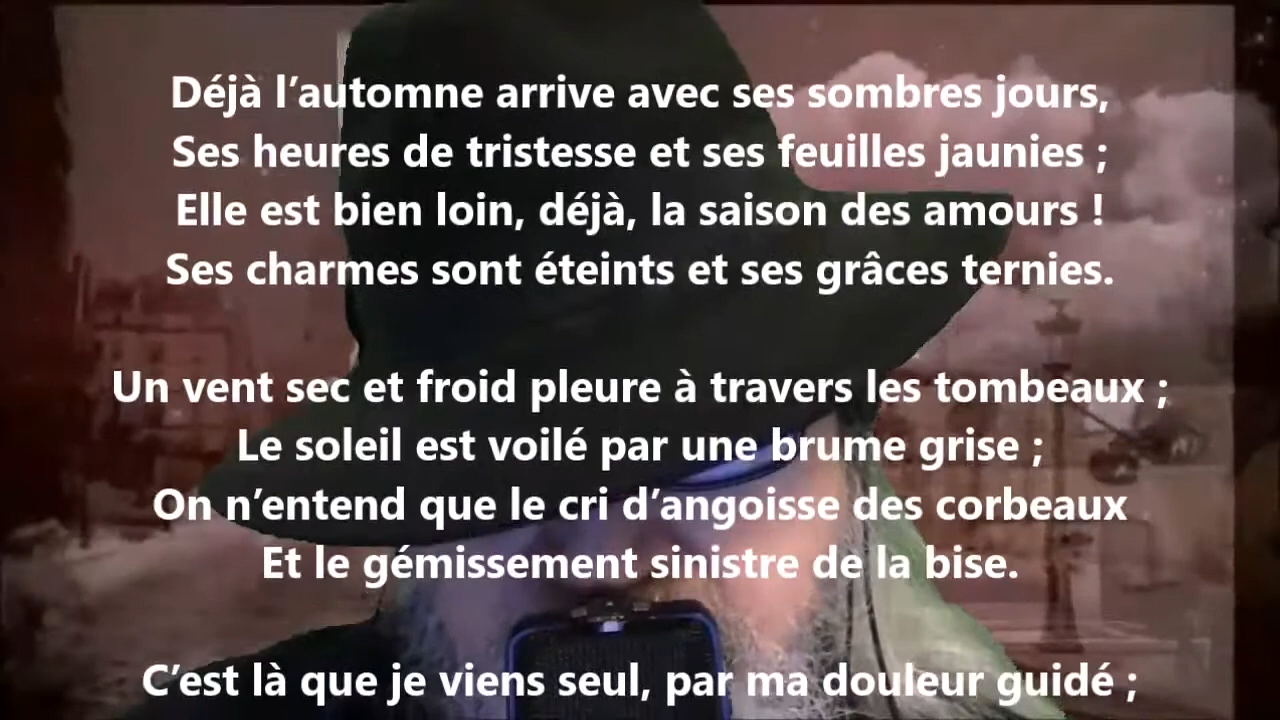 Déjà l’automne arrive avec ses sombres jours,
Ses heures de tristesse et ses feuilles jaunies ;
Elle est bien loin, déjà, la saison des amours !
Ses charmes sont éteints et ses grâces ternies.
Un vent sec et froid pleure à travers les tombeaux ;
Le soleil est voilé par une brume grise ;
On n’entend que le cri d’angoisse des corbeaux
Et le gémissement sinistre de la bise.
C’est là que je viens seul, par ma douleur guidé ;